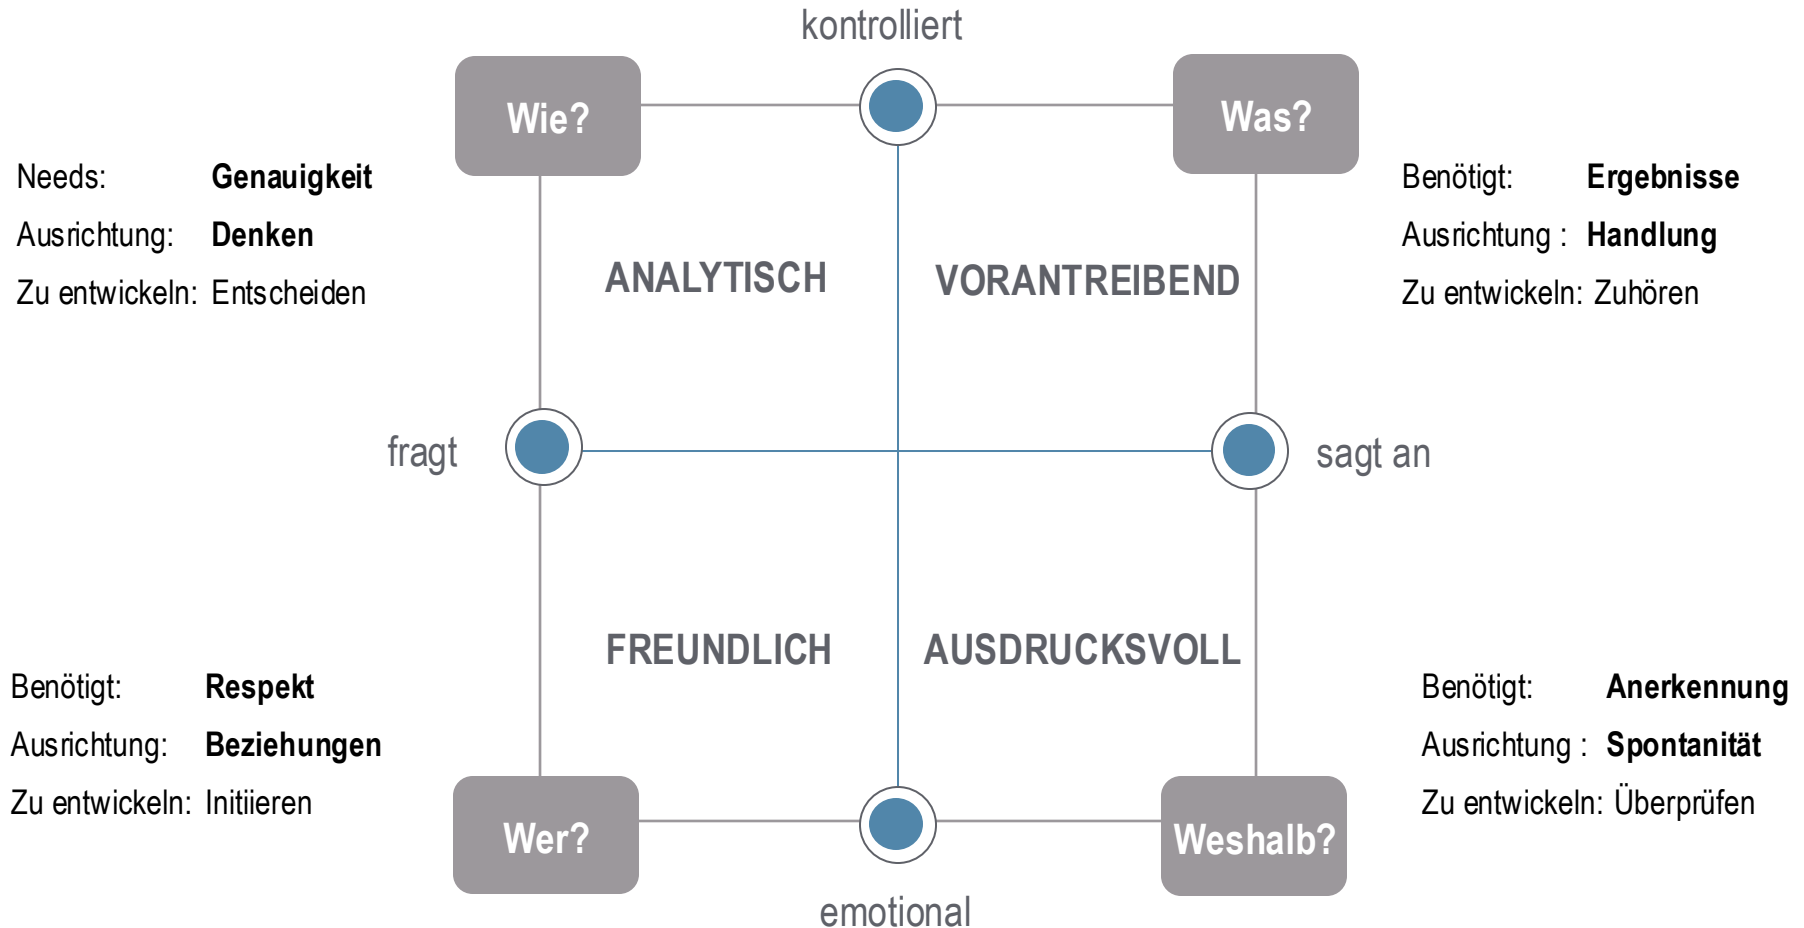 kontrolliert
Wie?
Was?
Needs: Genauigkeit
Ausrichtung: Denken
Zu entwickeln: Entscheiden
Benötigt: Ergebnisse
Ausrichtung : Handlung
Zu entwickeln: Zuhören
ANALYTISCH
VORANTREIBEND
fragt
sagt an
FREUNDLICH
AUSDRUCKSVOLL
Benötigt: Respekt
Ausrichtung: Beziehungen
Zu entwickeln: Initiieren
Benötigt: Anerkennung
Ausrichtung : Spontanität
Zu entwickeln: Überprüfen
Wer?
Weshalb?
emotional